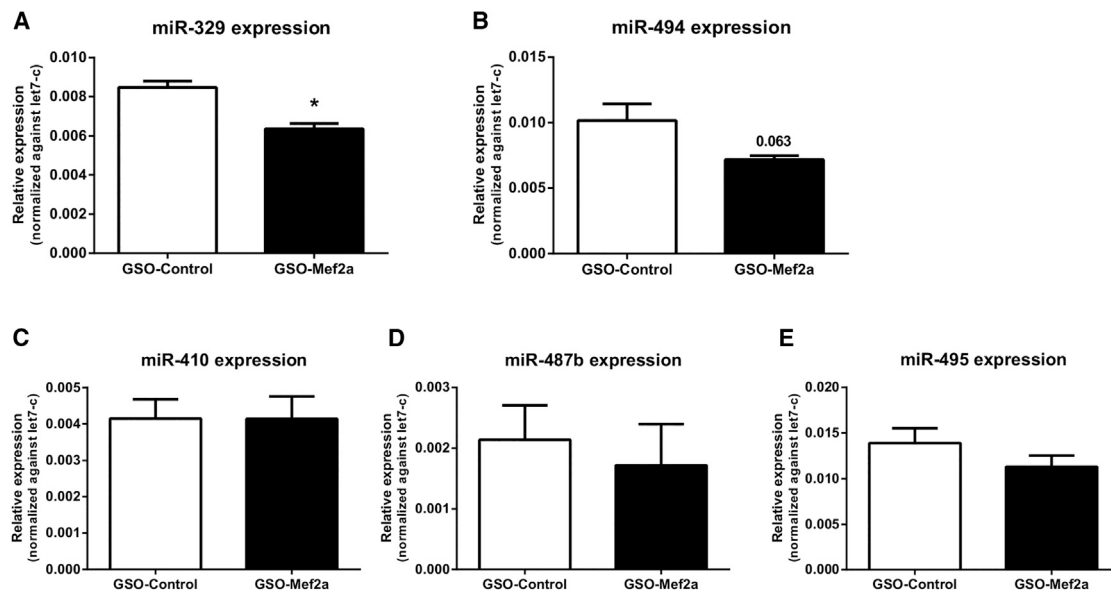 A
miR-329 expression
Relative expression
(normalized against let7-c)
0.010
0.008
0.006
0.004
0.002
0.000
*
GSO-Control
GSO-Mef2a
B
miR-494 expression
Relative expression
(normalized against let7-c)
0.015
0.010
0.005
0.000
0.063
GSO-Control
GSO-Mef2a
C
miR-410 expression
Relative expression
(normalized against let7-c)
0.005
0.004
0.003
0.002
0.001
0.000
GSO-Control
GSO-Mef2a
D
miR-487b expression
Relative expression
(normalized against let7-c)
0.003
0.002
0.001
0.000
GSO-Control
GSO-Mef2a
E
miR-495 expression
Relative expression
(normalized against let7-c)
0.020
0.015
0.010
0.005
0.000
GSO-Control
GSO-Mef2a